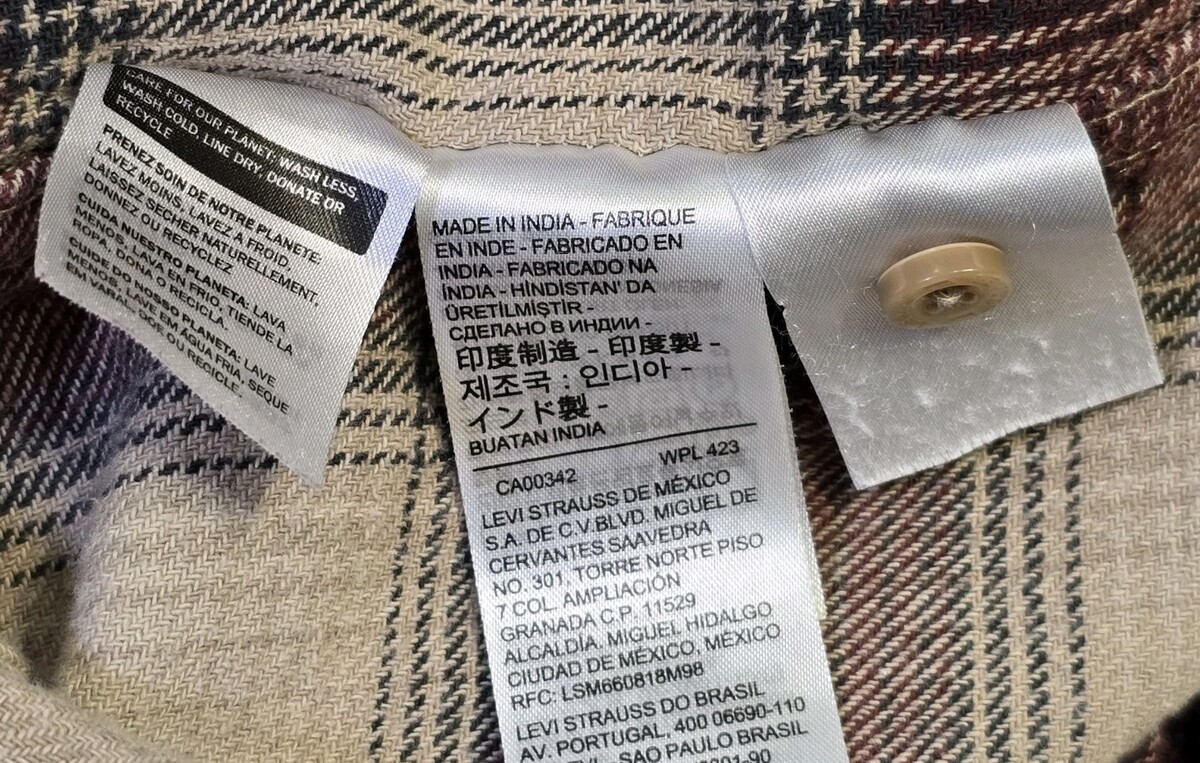 CARE FOR OUR PLANET: WASH LESS,
WASH COLD, LINE DRY, DONATE OR
RECYCLE
PRENEZ SOIN DE NOTRE PLANETE:
LAVEZ MOINS, LAVEZ À FROID
LAISSEZ SÉCHER NATURELLEMENT,
DONNEZ OU RECYCLEZ
CUIDA NUESTRO PLANETA: LAVA
MENOS, LAVA EN FRIO, TIENDE LA
ROPA, DONA O RECICLA.
CUIDE DO NOSSO PLANETA: LAVE
MENOS, LAVE EM ÁGUA FRIA, SEQUE
EM VARAL, DOE OU RECICLE.
MADE IN INDIA - FABRIQUE
EN INDE - FABRICADO EN
INDIA - FABRICADO NA
ÍNDIA - HİNDİSTAN' DA
ÜRETILMİŞTİR -
СДЕЛАНО В ИНДИИ -
印度制造 - 印度製 -
제조국 : 인디아 -
インド製 -
BUATAN INDIA
CA00342 WPL 423
LEVI STRAUSS DE MÉXICO
S.A. DE C.V BLVD. MIGUEL DE
CERVANTES SAAVEDRA
NO. 301, TORRE NORTE PISO
7 COL. AMPLIACIÓN
GRANADA C.P. 11529
ALCALDÍA. MIGUEL HIDALGO
CIUDAD DE MÉXICO, MÉXICO
RFC: LSM660818M98
LEVI STRAUSS DO BRASIL
AV. PORTUGAL, 400 06690-110
SAO PAULO BRASIL